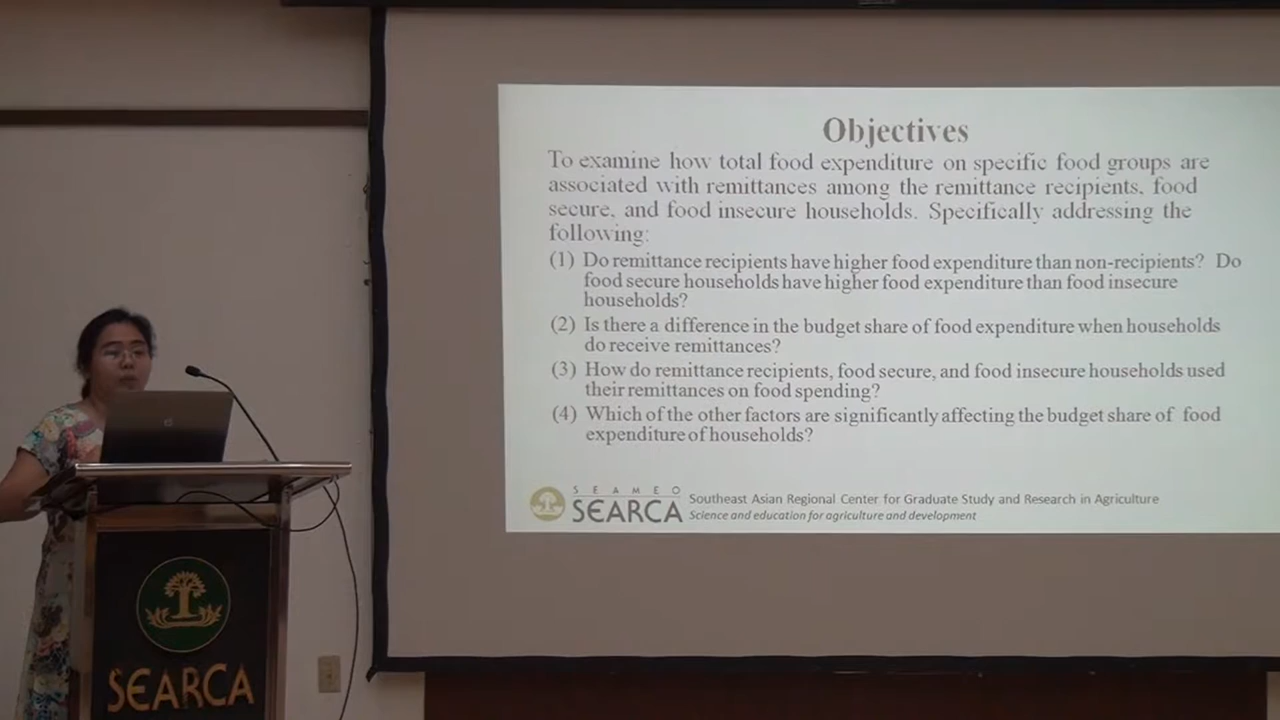 Objectives
To examine how total food expenditure on specific food groups are
associated with remittances among the remittance recipients, food
secure, and food insecure households. Specifically addressing the
following:
(1) Do remittance recipients have higher food expenditure than non-recipients? Do
food secure households have higher food expenditure than food insecure
households?
(2) Is there a difference in the budget share of food expenditure when households
do receive remittances?
(3) How do remittance recipients, food secure, and food insecure households used
their remittances on food spending?
(4) Which of the other factors are significantly affecting the budget share of food
expenditure of households?
SEAMEO
SEARCA
Southeast Asian Regional Center for Graduate Study and Research in Agriculture
Science and education for agriculture and development
SEARCA